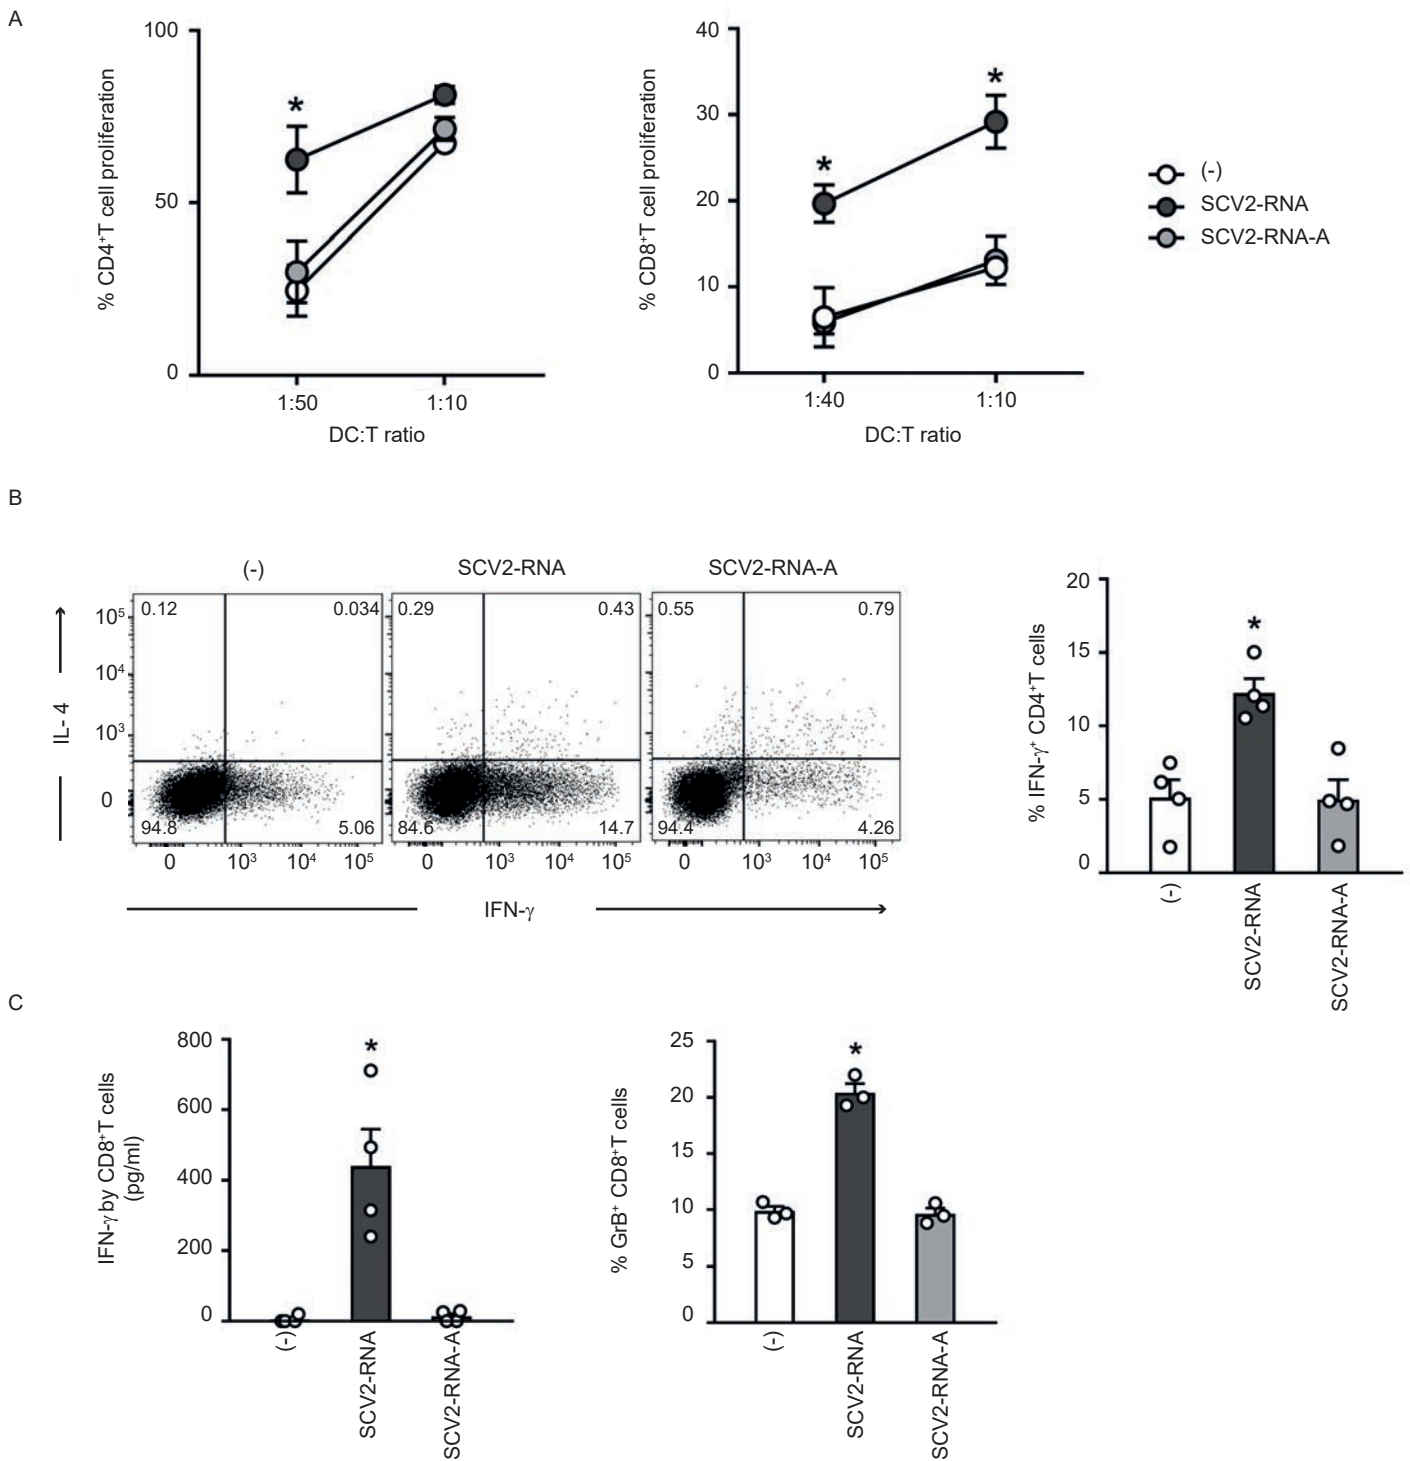 A
100
50
0
% CD4⁺T cell proliferation
*
1:50 1:10
DC:T ratio
40
30
20
10
0
% CD8⁺T cell proliferation
*
*
1:40 1:10
DC:T ratio
(-)
SCV2-RNA
SCV2-RNA-A
B
(-) SCV2-RNA SCV2-RNA-A
IL- 4
10⁵
10⁴
10³
0
0.12 0.034
94.8 5.06
0.29 0.43
84.6 14.7
0.55 0.79
94.4 4.26
0 10³ 10⁴ 10⁵
0 10³ 10⁴ 10⁵
0 10³ 10⁴ 10⁵
IFN-γ
20
15
10
5
0
% IFN-γ⁺ CD4⁺T cells
*
(-)
SCV2-RNA
SCV2-RNA-A
C
800
600
400
200
0
IFN-γ by CD8⁺T cells
(pg/ml)
*
(-)
SCV2-RNA
SCV2-RNA-A
25
20
15
10
5
0
% GrB⁺ CD8⁺T cells
*
(-)
SCV2-RNA
SCV2-RNA-A